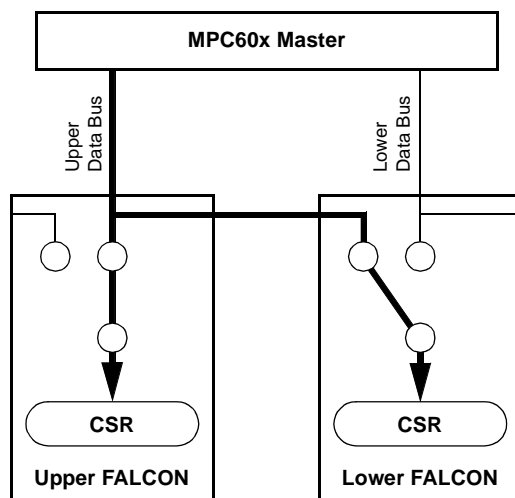 MPC60x Master
Upper
Data Bus
Lower
Data Bus
CSR
CSR
Upper FALCON
Lower FALCON